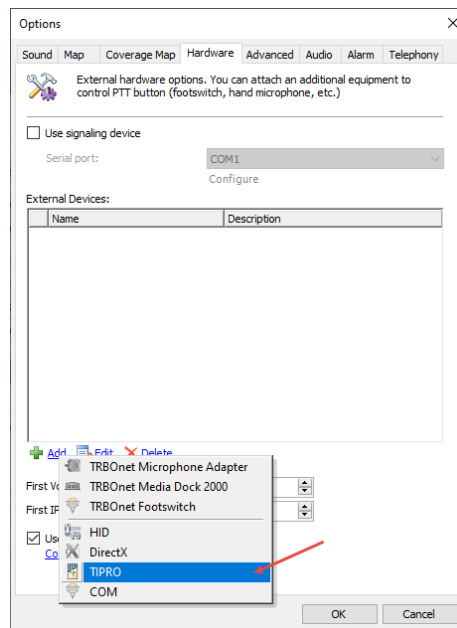 Options
Sound Map Coverage Map Hardware Advanced Audio Alarm Telephony
External hardware options. You can attach an additional equipment to
control PTT button (footswitch, hand microphone, etc.)
Use signaling device
Serial port: COM1
Configure
External Devices:
Name Description
Add Edit Delete
TRBOnet Microphone Adapter
First TRBOnet Media Dock 2000
First TRBOnet Footswitch
HID
DirectX
TIPRO
COM
OK Cancel